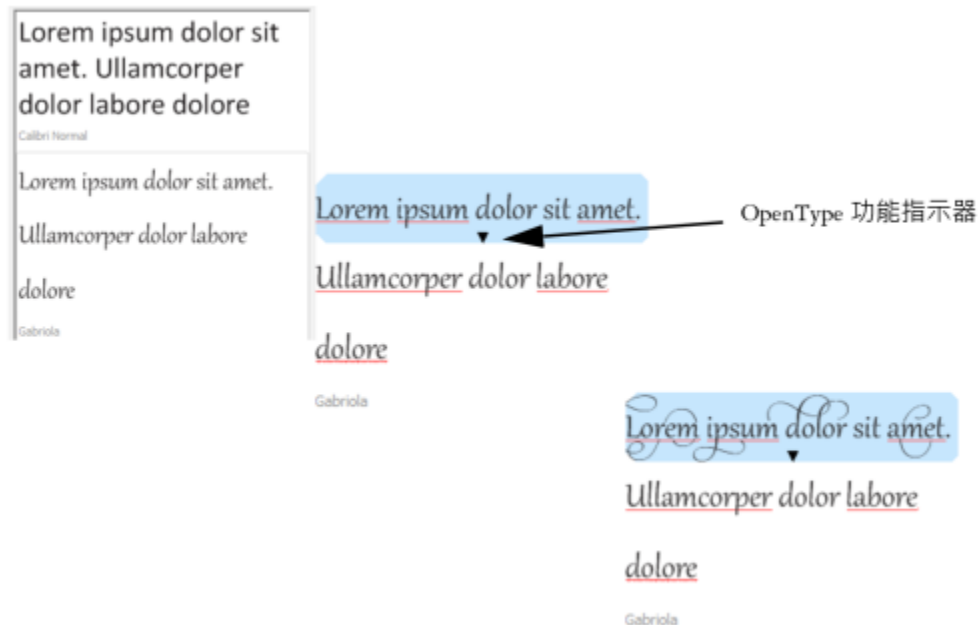 Lorem ipsum dolor sit
amet. Ullamcorper
dolor labore dolore
Calibri Normal
Lorem ipsum dolor sit amet.
Ullamcorper dolor labore
dolore
Gabriola
Lorem ipsum dolor sit amet.
Ullamcorper dolor labore
dolore
Gabriola
OpenType 功能指示器
Lorem ipsum dolor sit amet.
Ullamcorper dolor labore
dolore
Gabriola